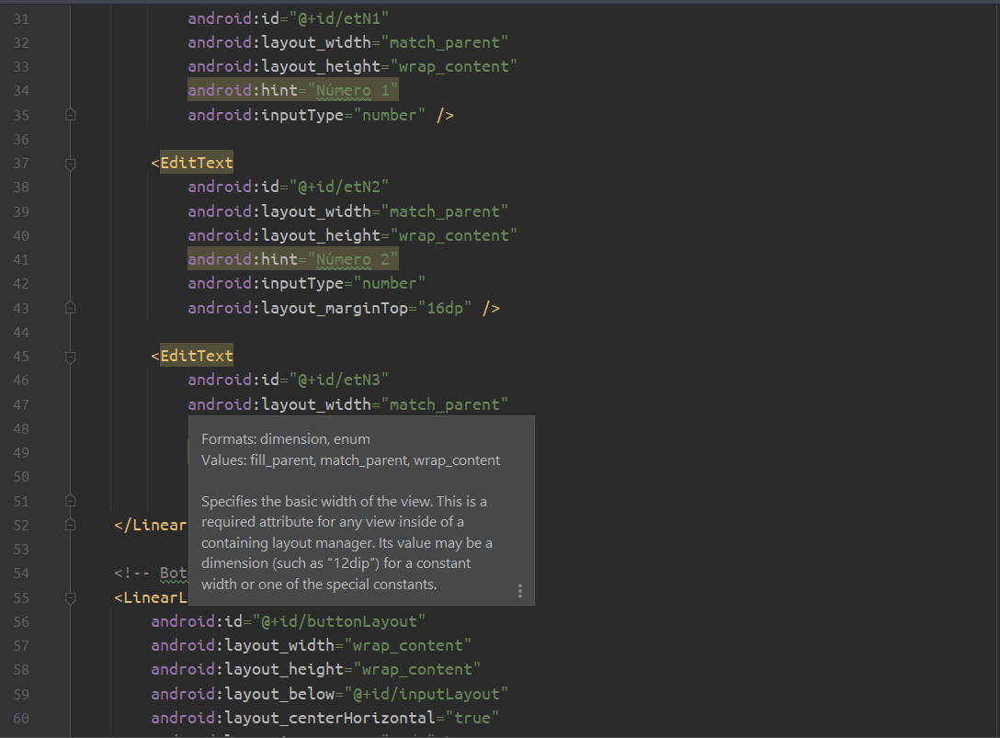 31 android:id="@+id/etN1"
32 android:layout_width="match_parent"
33 android:layout_height="wrap_content"
34 android:hint="Número 1"
35 android:inputType="number" />
36
37 <EditText
38 android:id="@+id/etN2"
39 android:layout_width="match_parent"
40 android:layout_height="wrap_content"
41 android:hint="Número 2"
42 android:inputType="number"
43 android:layout_marginTop="16dp" />
44
45 <EditText
46 android:id="@+id/etN3"
47 android:layout_width="match_parent"
48
49
50
51
52 </Linear
53
54 <!-- Bot
55 <LinearL
Formats: dimension, enum
Values: fill_parent, match_parent, wrap_content
Specifies the basic width of the view. This is a
required attribute for any view inside of a
containing layout manager. Its value may be a
dimension (such as "12dip") for a constant
width or one of the special constants.
56 android:id="@+id/buttonLayout"
57 android:layout_width="wrap_content"
58 android:layout_height="wrap_content"
59 android:layout_below="@+id/inputLayout"
60 android:layout_centerHorizontal="true"